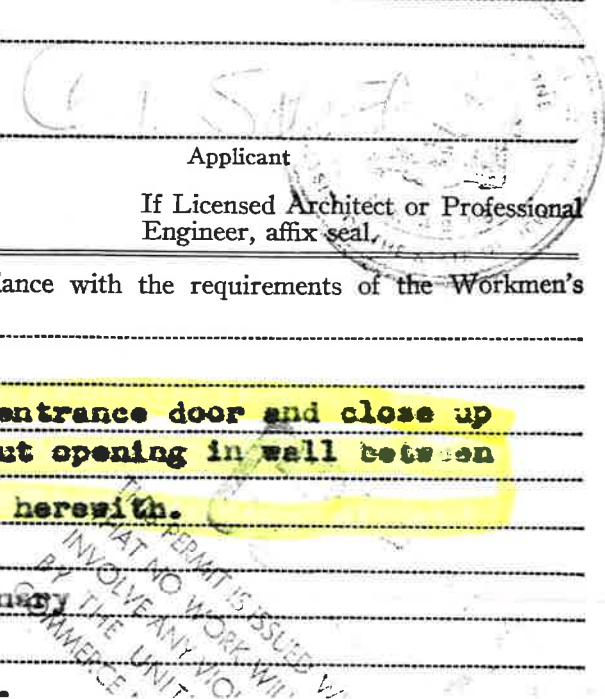 Applicant
If Licensed Architect or Professional
Engineer, affix seal.
ance with the requirements of the Workmen's
entrance door and close up
ut opening in wall between
herewith.
THIS PERMIT IS ISSUED W
THAT NO WORK WIL
INVOLVE ANY VIOL
BY THE UNIT
COMMERCE